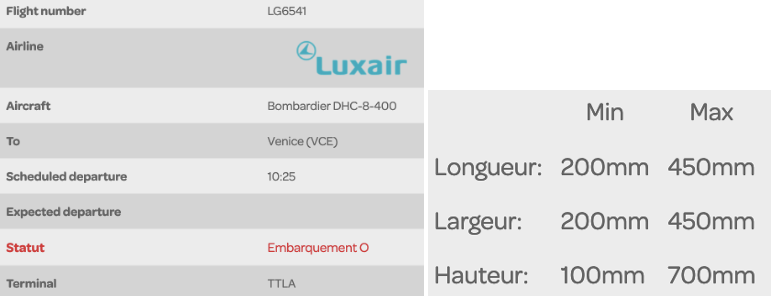 Flight number LG6541
Airline Luxair
Aircraft Bombardier DHC-8-400
To Venice (VCE)
Scheduled departure 10:25
Expected departure
Statut Embarquement O
Terminal TTLA
Min Max
Longueur: 200mm 450mm
Largeur: 200mm 450mm
Hauteur: 100mm 700mm